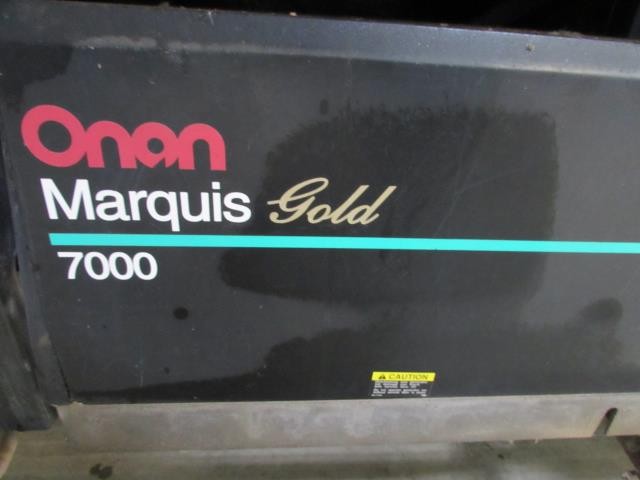 Onan
Marquis Gold
7000
CAUTION